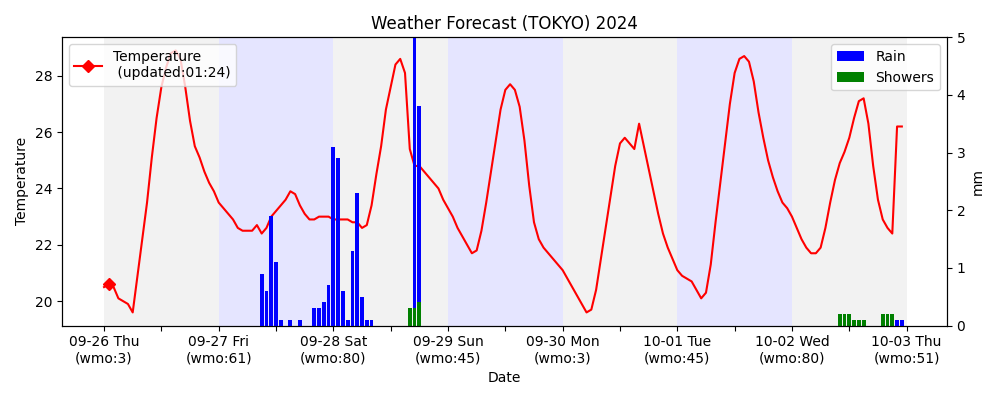 Weather Forecast (TOKYO) 2024
Temperature
(updated:01:24)
Rain
Showers
28
26
24
22
20
Temperature
5
4
3
2
1
0
mm
09-26 Thu
(wmo:3)
09-27 Fri
(wmo:61)
09-28 Sat
(wmo:80)
09-29 Sun
(wmo:45)
09-30 Mon
(wmo:3)
10-01 Tue
(wmo:45)
10-02 Wed
(wmo:80)
10-03 Thu
(wmo:51)
Date